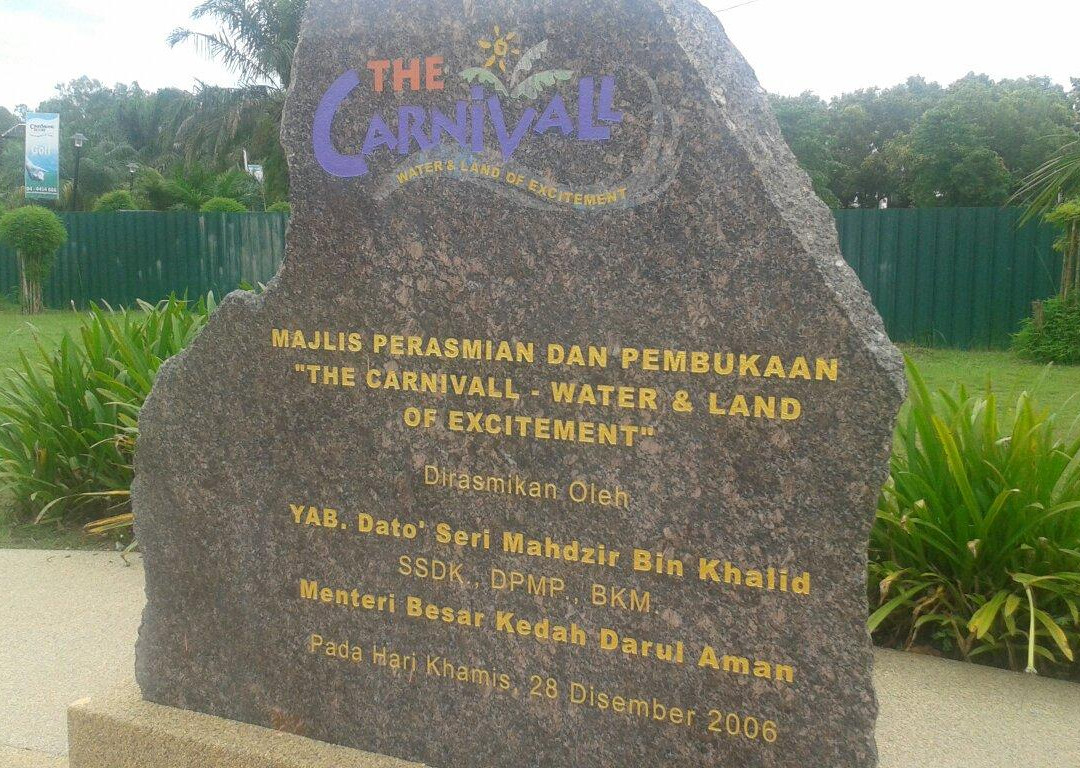 THE
CARNIVALL
WATER & LAND OF EXCITEMENT
MAJLIS PERASMIAN DAN PEMBUKAAN
"THE CARNIVALL - WATER & LAND
OF EXCITEMENT"
Dirasmikan Oleh
YAB. Dato' Seri Mahdzir Bin Khalid
SSDK., DPMP., BKM.
Menteri Besar Kedah Darul Aman
Pada Hari Khamis, 28 Disember 2006